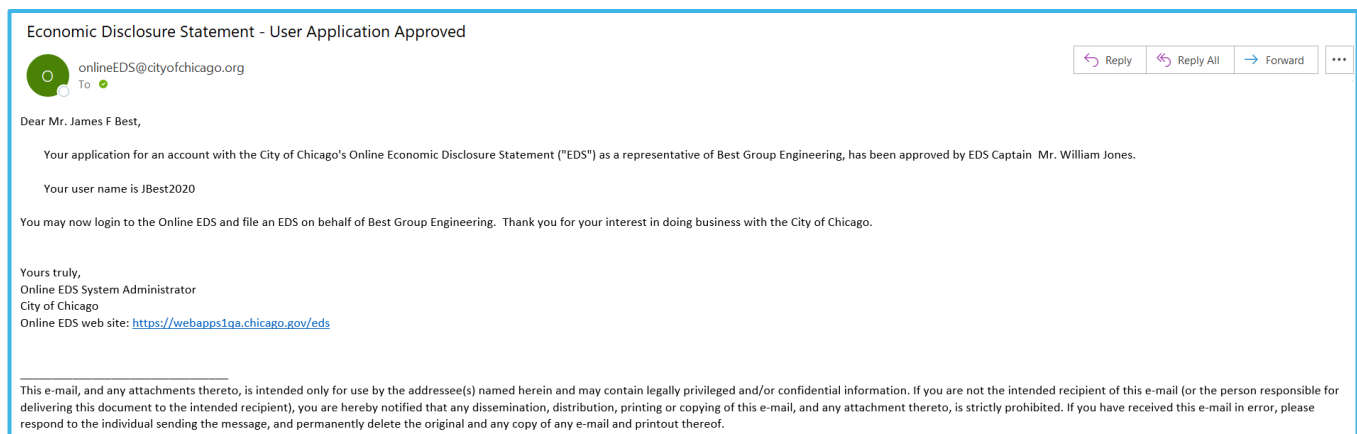 Economic Disclosure Statement - User Application Approved
O
onlineEDS@cityofchicago.org
To
Reply
Reply All
Forward
Dear Mr. James F Best,
Your application for an account with the City of Chicago's Online Economic Disclosure Statement ("EDS") as a representative of Best Group Engineering, has been approved by EDS Captain  Mr. William Jones.
Your user name is JBest2020
You may now login to the Online EDS and file an EDS on behalf of Best Group Engineering.  Thank you for your interest in doing business with the City of Chicago.
Yours truly,
Online EDS System Administrator
City of Chicago
Online EDS web site: https://webapps1qa.chicago.gov/eds
This e-mail, and any attachments thereto, is intended only for use by the addressee(s) named herein and may contain legally privileged and/or confidential information. If you are not the intended recipient of this e-mail (or the person responsible for
delivering this document to the intended recipient), you are hereby notified that any dissemination, distribution, printing or copying of this e-mail, and any attachment thereto, is strictly prohibited. If you have received this e-mail in error, please
respond to the individual sending the message, and permanently delete the original and any copy of any e-mail and printout thereof.